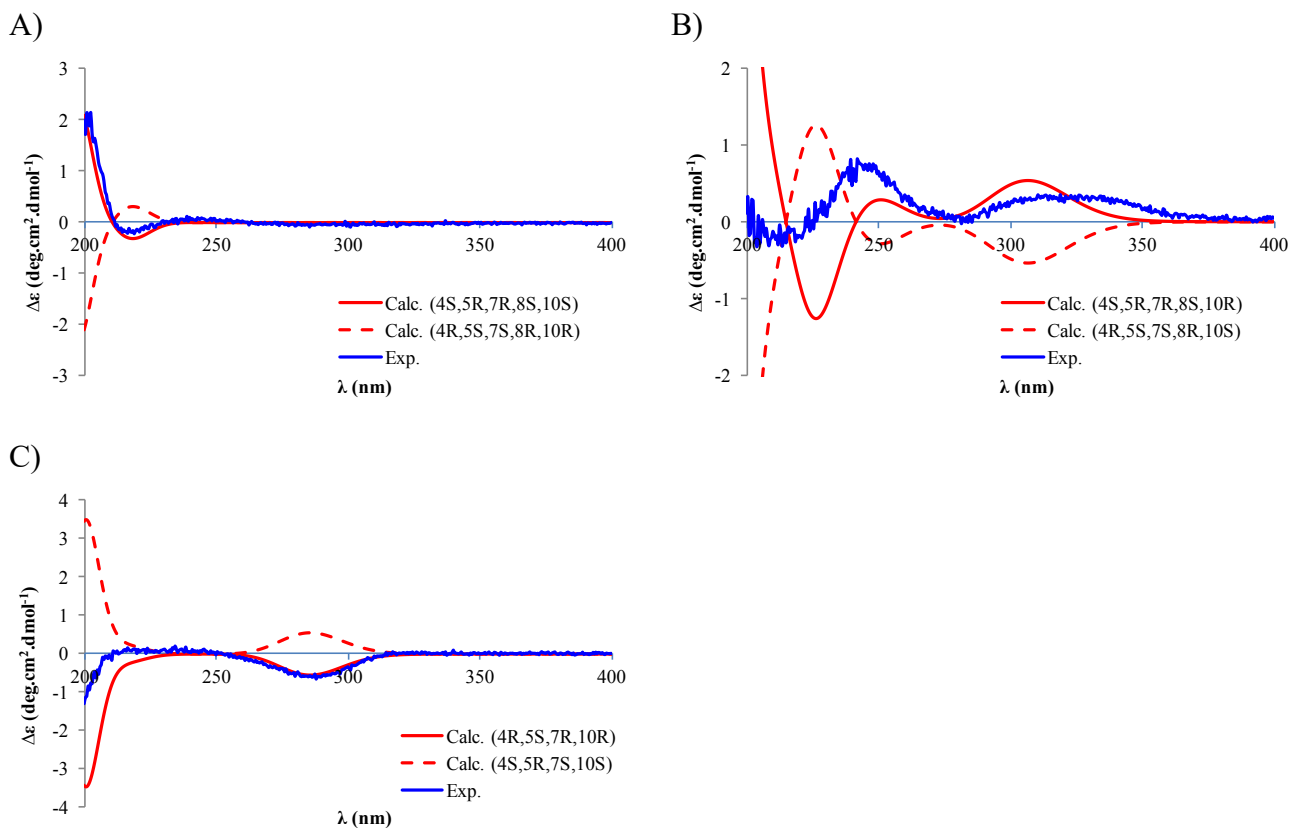 A)
3
2
1
0
-1
-2
-3
200
250
300
350
400
Δε (deg.cm².dmol⁻¹)
λ (nm)
Calc. (4S,5R,7R,8S,10S)
Calc. (4R,5S,7S,8R,10R)
Exp.
B)
2
1
0
-1
-2
200
250
300
350
400
Δε (deg.cm².dmol⁻¹)
λ (nm)
Calc. (4S,5R,7R,8S,10R)
Calc. (4R,5S,7S,8R,10S)
Exp.
C)
4
3
2
1
0
-1
-2
-3
-4
200
250
300
350
400
Δε (deg.cm².dmol⁻¹)
λ (nm)
Calc. (4R,5S,7R,10R)
Calc. (4S,5R,7S,10S)
Exp.